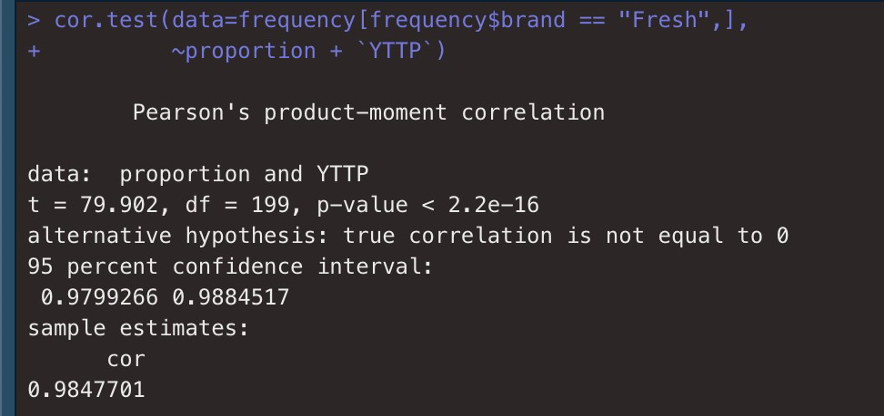 > cor.test(data=frequency[frequency$brand == "Fresh",],
+ ~proportion + `YTTP`)
Pearson's product-moment correlation
data: proportion and YTTP
t = 79.902, df = 199, p-value < 2.2e-16
alternative hypothesis: true correlation is not equal to 0
95 percent confidence interval:
0.9799266 0.9884517
sample estimates:
cor
0.9847701